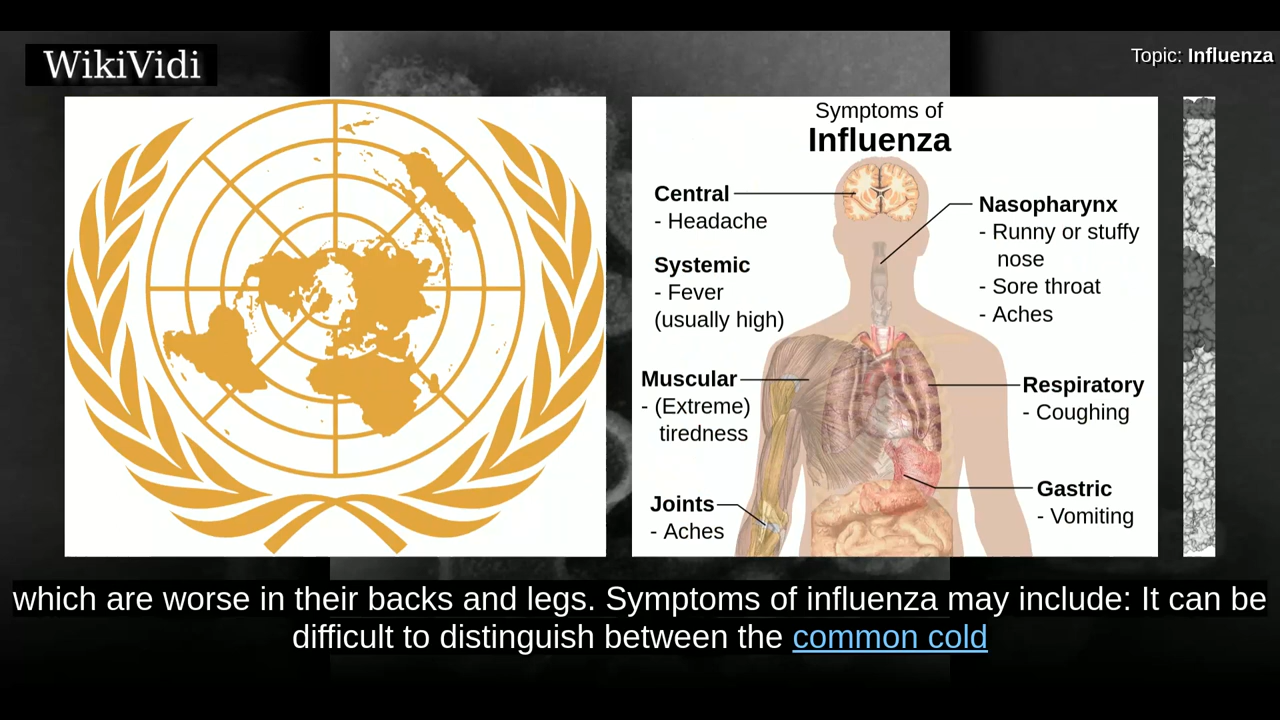 WikiVidi
Topic: Influenza
Symptoms of
Influenza
Central
- Headache
Systemic
- Fever
(usually high)
Muscular
- (Extreme)
tiredness
Joints
- Aches
Nasopharynx
- Runny or stuffy
nose
- Sore throat
- Aches
Respiratory
- Coughing
Gastric
- Vomiting
which are worse in their backs and legs. Symptoms of influenza may include: It can be
difficult to distinguish between the common cold